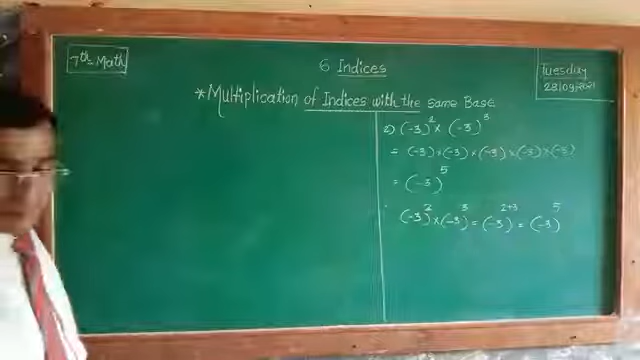 7th Math
6 Indices
Tuesday
28/09/2021
*Multiplication of Indices with the same Base
2) (-3)² × (-3)³
= (-3)×(-3)×(-3)×(-3)×(-3)
= (-3)⁵
(-3)²×(-3)³=(-3)²⁺³=(-3)⁵